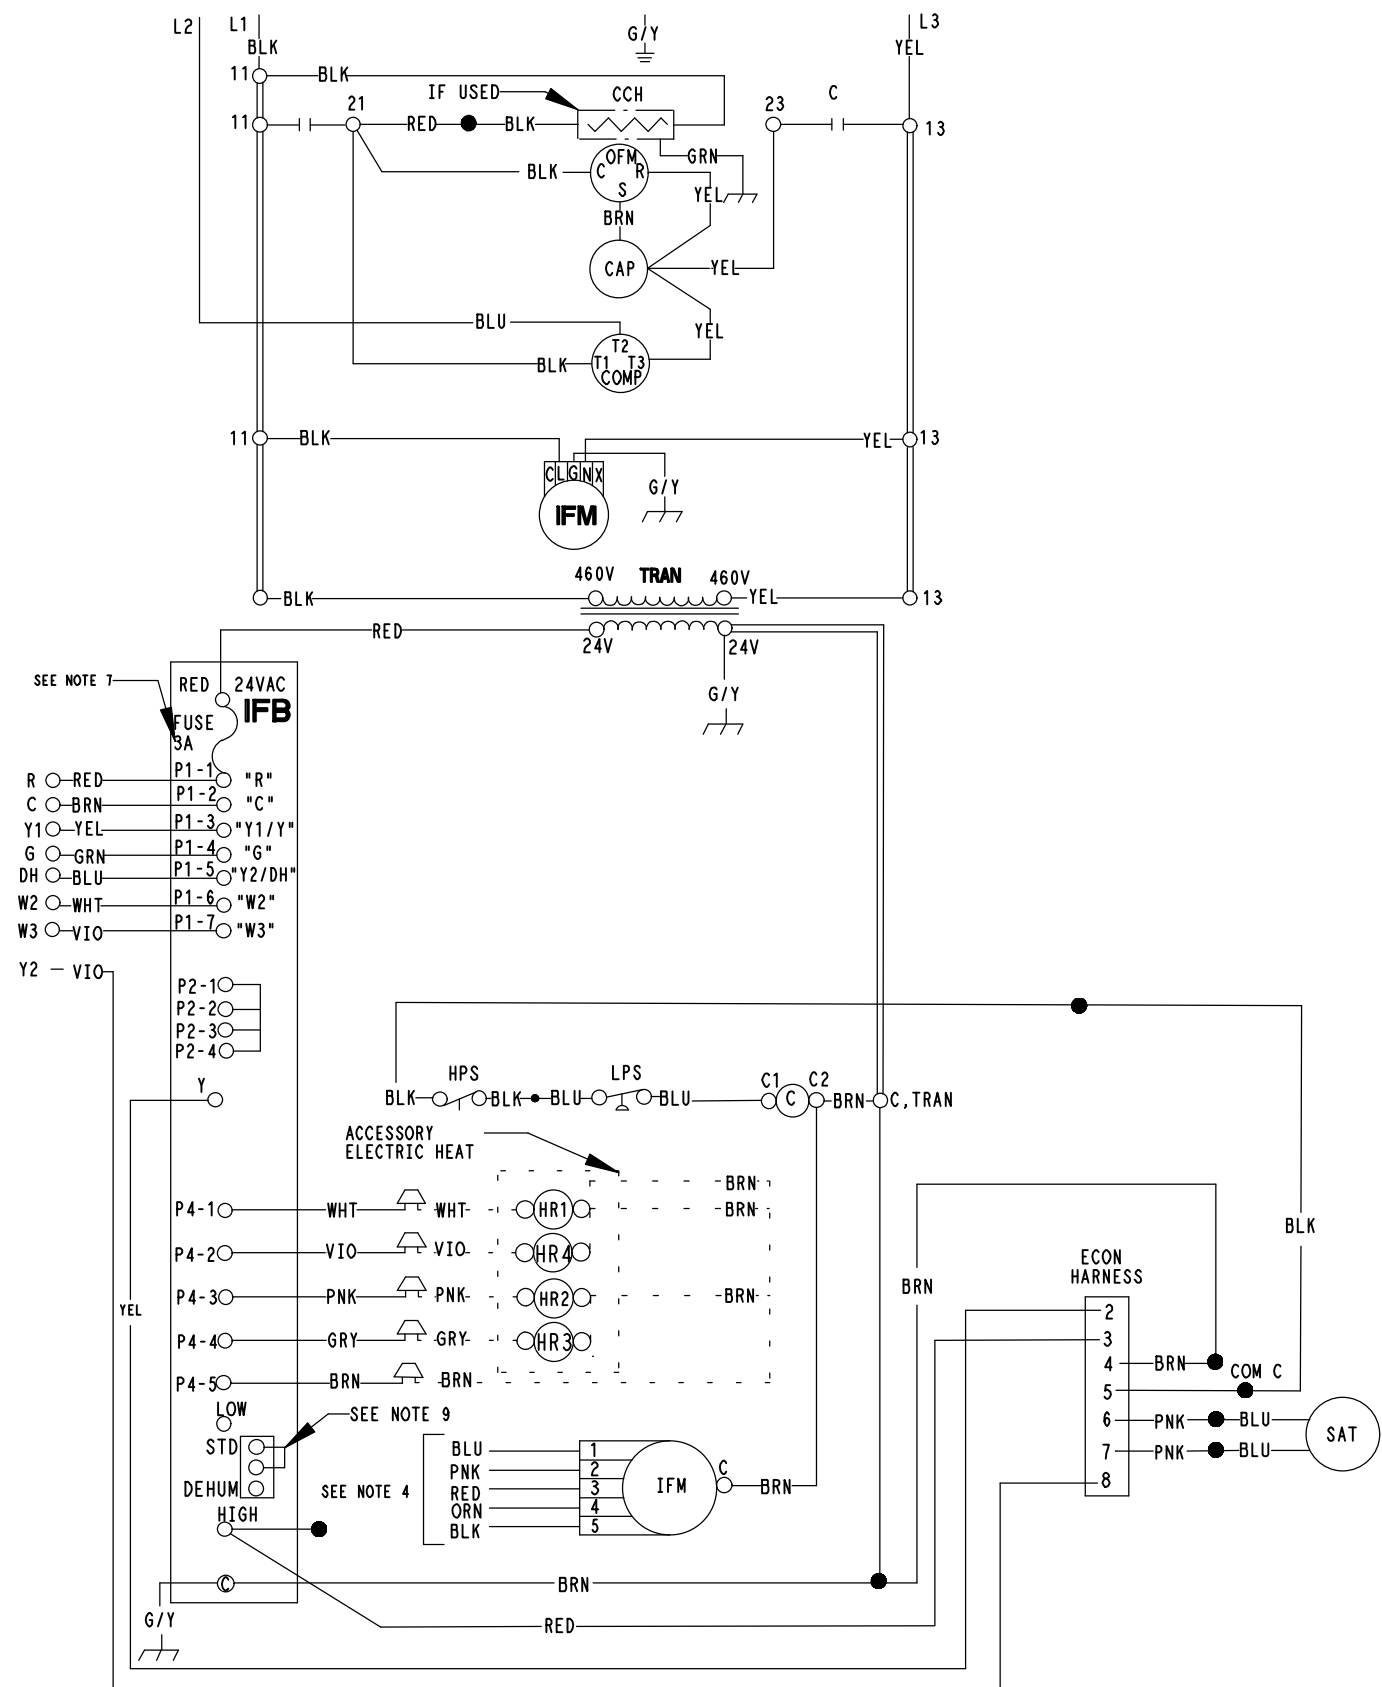 L2
L1
G/Y
L3
BLK
YEL
11
BLK
IF USED
CCH
21
23
C
11
RED
BLK
13
OFM
C
R
S
GRN
BLK
YEL
BRN
CAP
YEL
BLU
YEL
T2
T1
T3
COMP
BLK
11
BLK
YEL
13
C L G N X
G/Y
IFM
460V
TRAN
460V
BLK
YEL
13
RED
24V
24V
SEE NOTE 7
RED
24VAC
IFB
G/Y
FUSE
3A
R
RED
P1-1
"R"
C
BRN
P1-2
"C"
Y1
YEL
P1-3
"Y1/Y"
G
GRN
P1-4
"G"
DH
BLU
P1-5
"Y2/DH"
W2
WHT
P1-6
"W2"
W3
VIO
P1-7
"W3"
Y2 - VIO
P2-1
P2-2
P2-3
P2-4
HPS
LPS
C1
C2
Y
BLK
BLK
BLU
BLU
C
BRN
C,TRAN
ACCESSORY
ELECTRIC HEAT
BRN
P4-1
WHT
WHT
HR1
BRN
BLK
P4-2
VIO
VIO
HR4
ECON
HARNESS
BRN
P4-3
PNK
PNK
HR2
BRN
YEL
2
P4-4
GRY
GRY
HR3
3
4
BRN
COM C
P4-5
BRN
BRN
5
LOW
SEE NOTE 9
6
PNK
BLU
SAT
STD
BLU
1
7
PNK
BLU
PNK
2
C
8
DEHUM
SEE NOTE 4
RED
3
IFM
BRN
ORN
4
HIGH
BLK
5
C
BRN
G/Y
RED